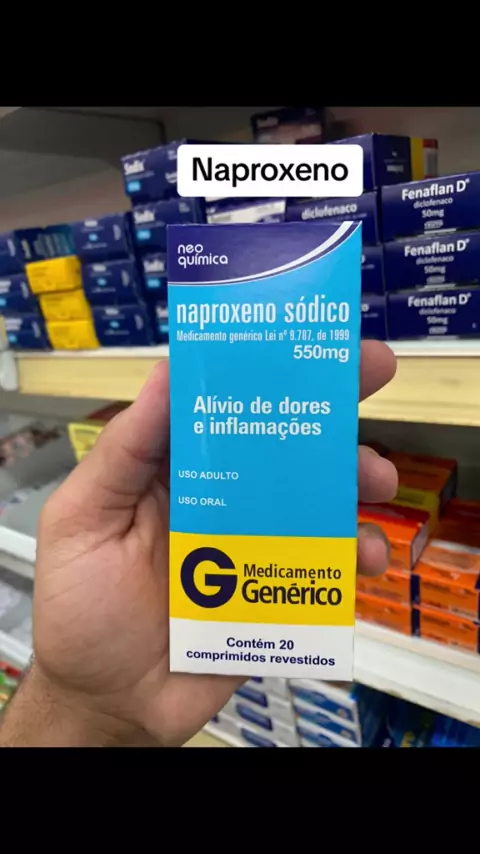 Naproxeno
neo
química
naproxeno sódico
Medicamento genérico Lei nº 9.787, de 1999
550mg
Alívio de dores
e inflamações
USO ADULTO
USO ORAL
G Medicamento
Genérico
Contém 20
comprimidos revestidos
Fenaflan D
diclofenaco
50mg
Fenaflan D
diclofenaco
50mg
Fenaflan D
diclofenaco
50mg
diclofenaco
Sodix